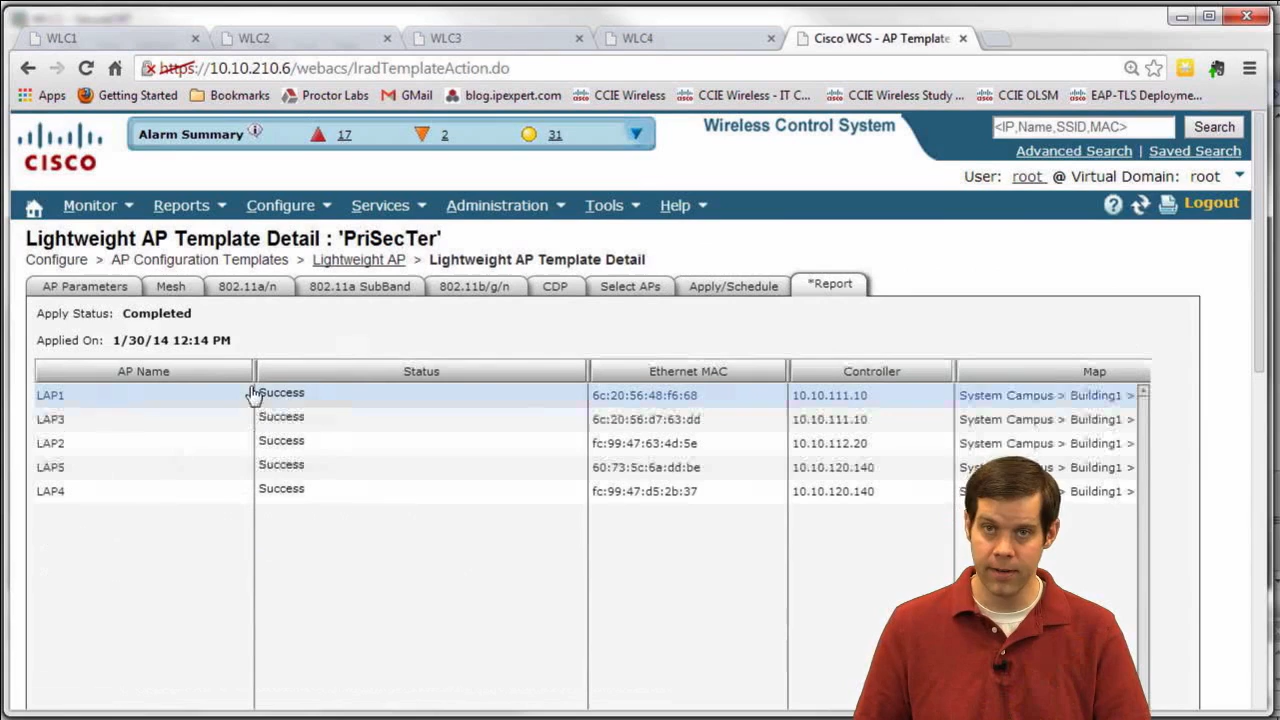 WLC1 WLC2 WLC3 WLC4 Cisco WCS - AP Template
https://10.10.210.6/webacs/lradTemplateAction.do
Apps Getting Started Bookmarks Proctor Labs GMail blog.ipexpert.com CCIE Wireless CCIE Wireless - IT C... CCIE Wireless Study ... CCIE OLSM EAP-TLS Deployme...
CISCO Alarm Summary 17 2 31 Wireless Control System <IP,Name,SSID,MAC> Search
Advanced Search | Saved Search
User: root @ Virtual Domain: root
Monitor Reports Configure Services Administration Tools Help Logout
Lightweight AP Template Detail : 'PriSecTer'
Configure > AP Configuration Templates > Lightweight AP > Lightweight AP Template Detail
AP Parameters Mesh 802.11a/n 802.11a SubBand 802.11b/g/n CDP Select APs Apply/Schedule *Report
Apply Status: Completed
Applied On: 1/30/14 12:14 PM
AP Name Status Ethernet MAC Controller Map
LAP1 Success 6c:20:56:48:f6:68 10.10.111.10 System Campus > Building1 >
LAP3 Success 6c:20:56:d7:63:dd 10.10.111.10 System Campus > Building1 >
LAP2 Success fc:99:47:63:4d:5e 10.10.112.20 System Campus > Building1 >
LAP5 Success 60:73:5c:6a:dd:be 10.10.120.140 > Building1 >
LAP4 Success fc:99:47:d5:2b:37 10.10.120.140 > Building1 >